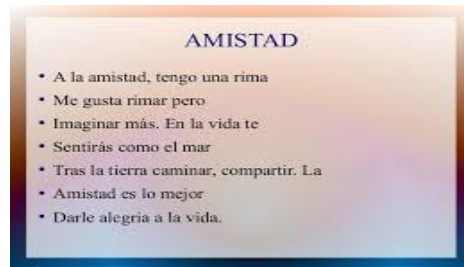 AMISTAD
• A la amistad, tengo una rima
• Me gusta rimar pero
• Imaginar más. En la vida te
• Sentirás como el mar
• Tras la tierra caminar, compartir. La
• Amistad es lo mejor
• Darle alegria a la vida.